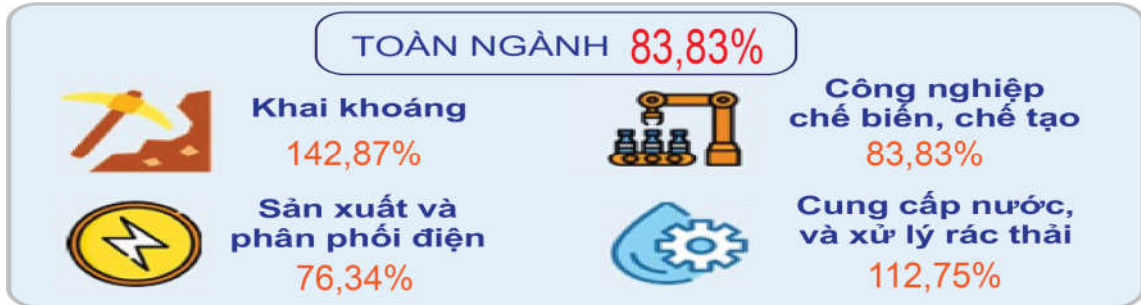 TOÀN NGÀNH 83,83%
Khai khoáng
142,87%
Công nghiệp
chế biến, chế tạo
83,83%
Sản xuất và
phân phối điện
76,34%
Cung cấp nước,
và xử lý rác thải
112,75%